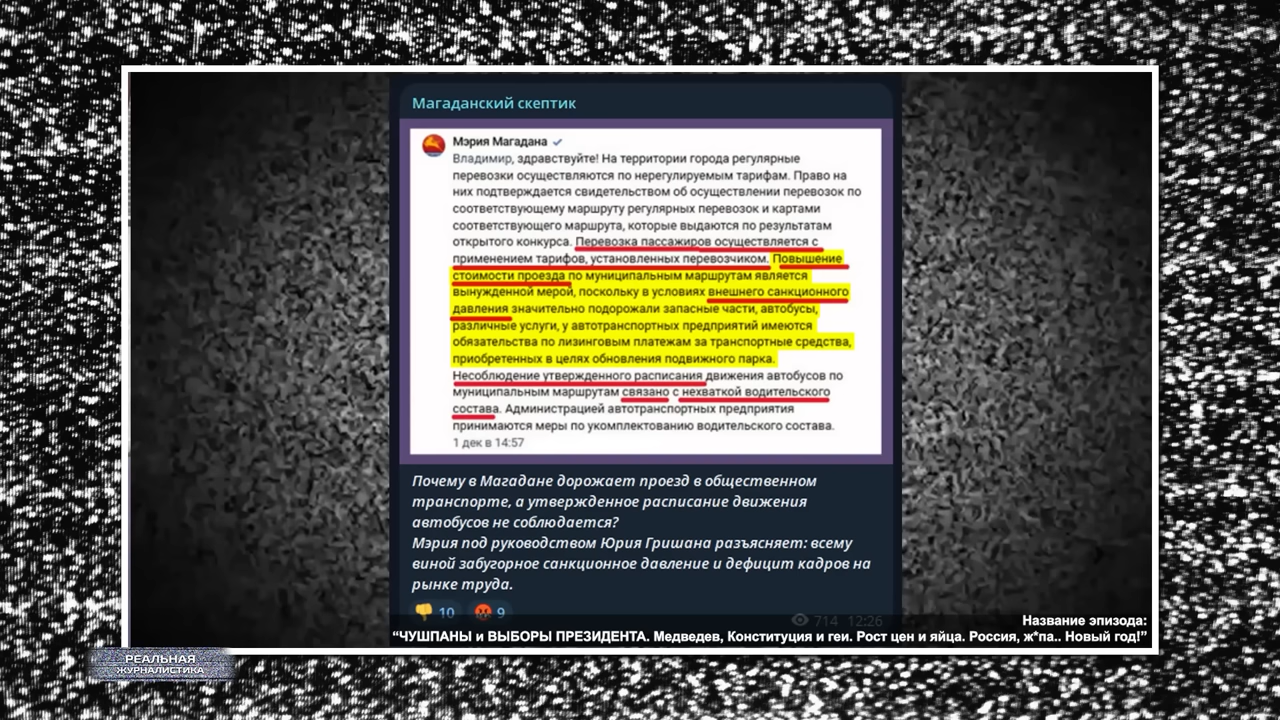 Магаданский скептик
Мэрия Магадана
Владимир, здравствуйте! На территории города регулярные
перевозки осуществляются по нерегулируемым тарифам. Право на
них подтверждается свидетельством об осуществлении перевозок по
соответствующему маршруту регулярных перевозок и картами
соответствующего маршрута, которые выдаются по результатам
открытого конкурса. Перевозка пассажиров осуществляется с
применением тарифов, установленных перевозчиком. Повышение
стоимости проезда по муниципальным маршрутам является
вынужденной мерой, поскольку в условиях внешнего санкционного
давления значительно подорожали запасные части, автобусы,
различные услуги, у автотранспортных предприятий имеются
обязательства по лизинговым платежам за транспортные средства,
приобретенных в целях обновления подвижного парка.
Несоблюдение утвержденного расписания движения автобусов по
муниципальным маршрутам связано с нехваткой водительского
состава. Администрацией автотранспортных предприятия
принимаются меры по укомплектованию водительского состава.
1 дек в 14:57
Почему в Магадане дорожает проезд в общественном
транспорте, а утвержденное расписание движения
автобусов не соблюдается?
Мэрия под руководством Юрия Гришана разъясняет: всему
виной забугорное санкционное давление и дефицит кадров на
рынке труда.
10 9 714 12:26
Название эпизода:
“ЧУШПАНЫ и ВЫБОРЫ ПРЕЗИДЕНТА. Медведев, Конституция и геи. Рост цен и яйца. Россия, ж*па.. Новый год!”
РЕАЛЬНАЯ
ЖУРНАЛИСТИКА